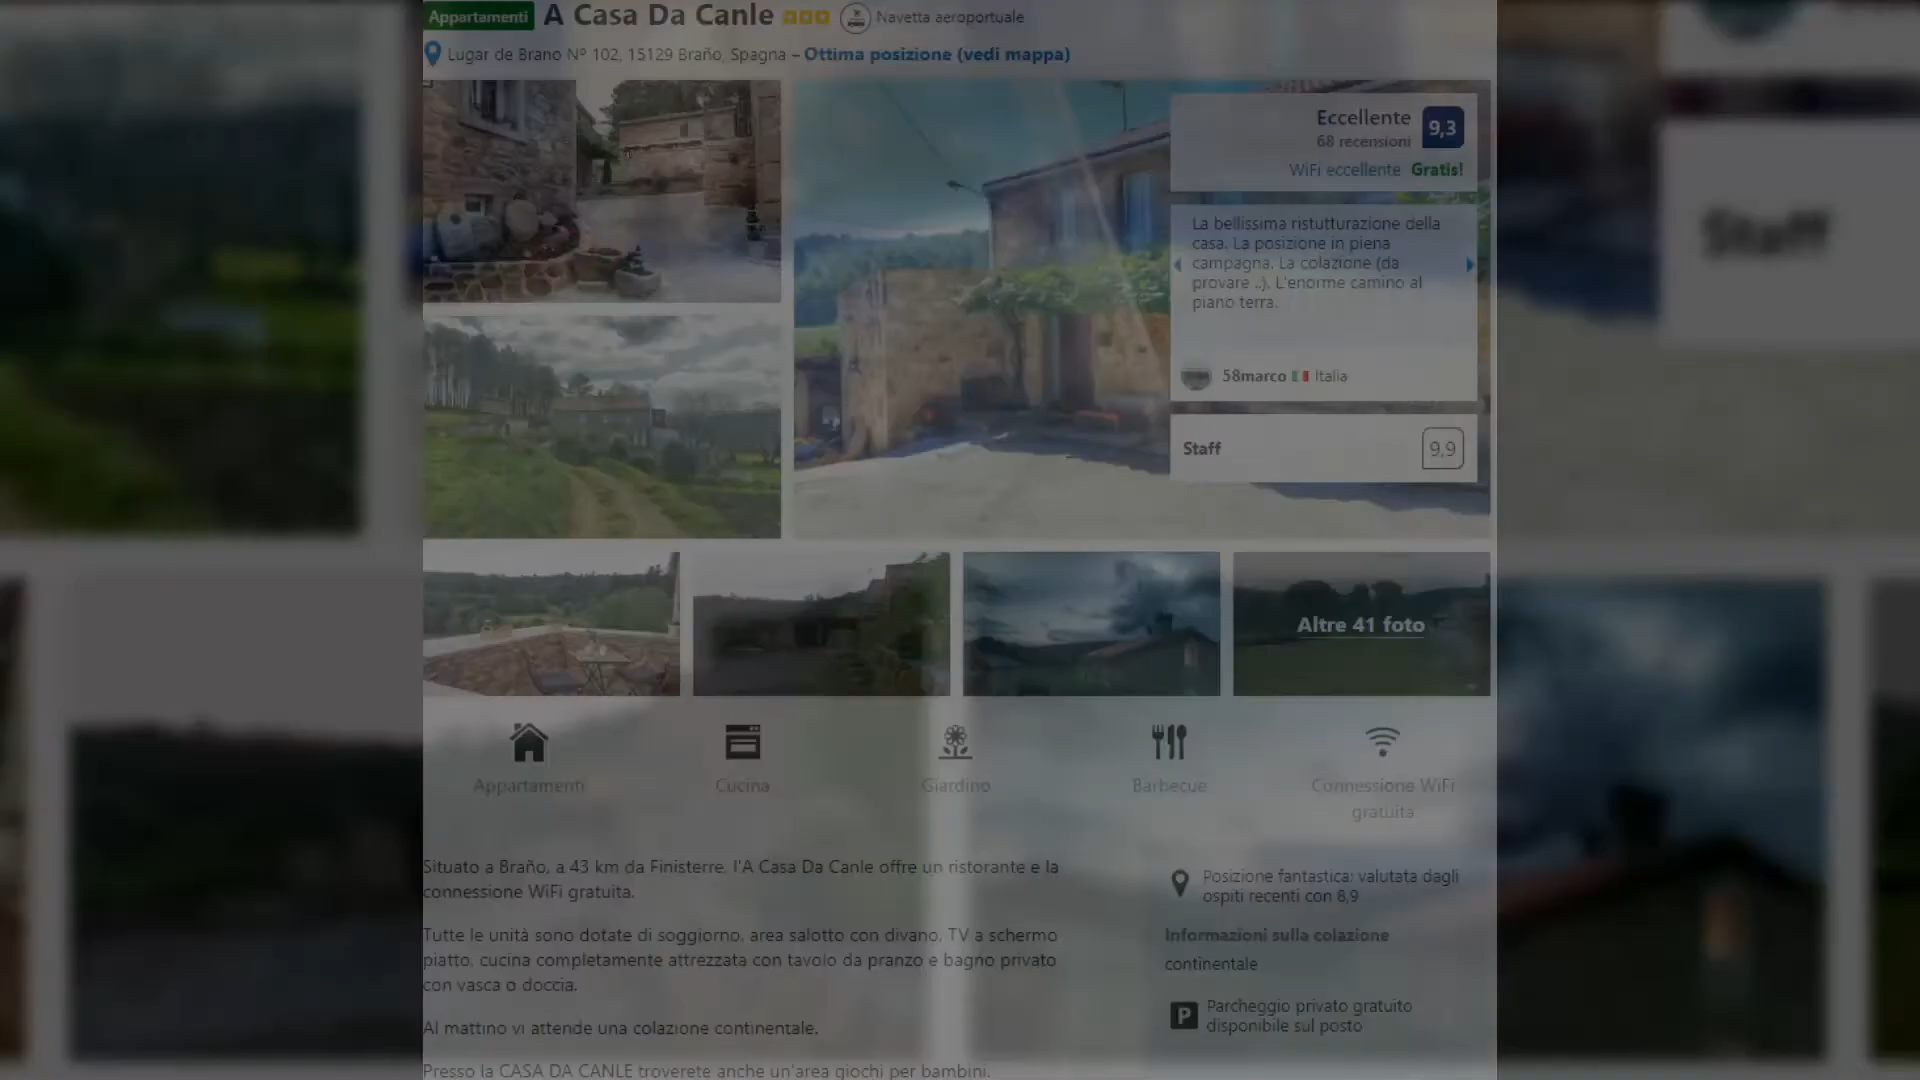 Appartamenti A Casa Da Canle Navetta aeroportuale
Lugar de Brano Nº 102, 15129 Braño, Spagna – Ottima posizione (vedi mappa)
Eccellente 9,3
68 recensioni
WiFi eccellente Gratis!
La bellissima ristutturazione della
casa. La posizione in piena
campagna. La colazione (da
provare ..). L'enorme camino al
piano terra.
58marco Italia
Staff 9,9
Staff
Altre 41 foto
Appartamenti
Cucina
Giardino
Barbecue
Connessione WiFi
gratuita
Situato a Braño, a 43 km da Finisterre, l'A Casa Da Canle offre un ristorante e la
connessione WiFi gratuita.
Tutte le unità sono dotate di soggiorno, area salotto con divano, TV a schermo
piatto, cucina completamente attrezzata con tavolo da pranzo e bagno privato
con vasca o doccia.
Al mattino vi attende una colazione continentale.
Presso la CASA DA CANLE troverete anche un'area giochi per bambini.
Posizione fantastica: valutata dagli
ospiti recenti con 8,9
Informazioni sulla colazione
continentale
P Parcheggio privato gratuito
disponibile sul posto